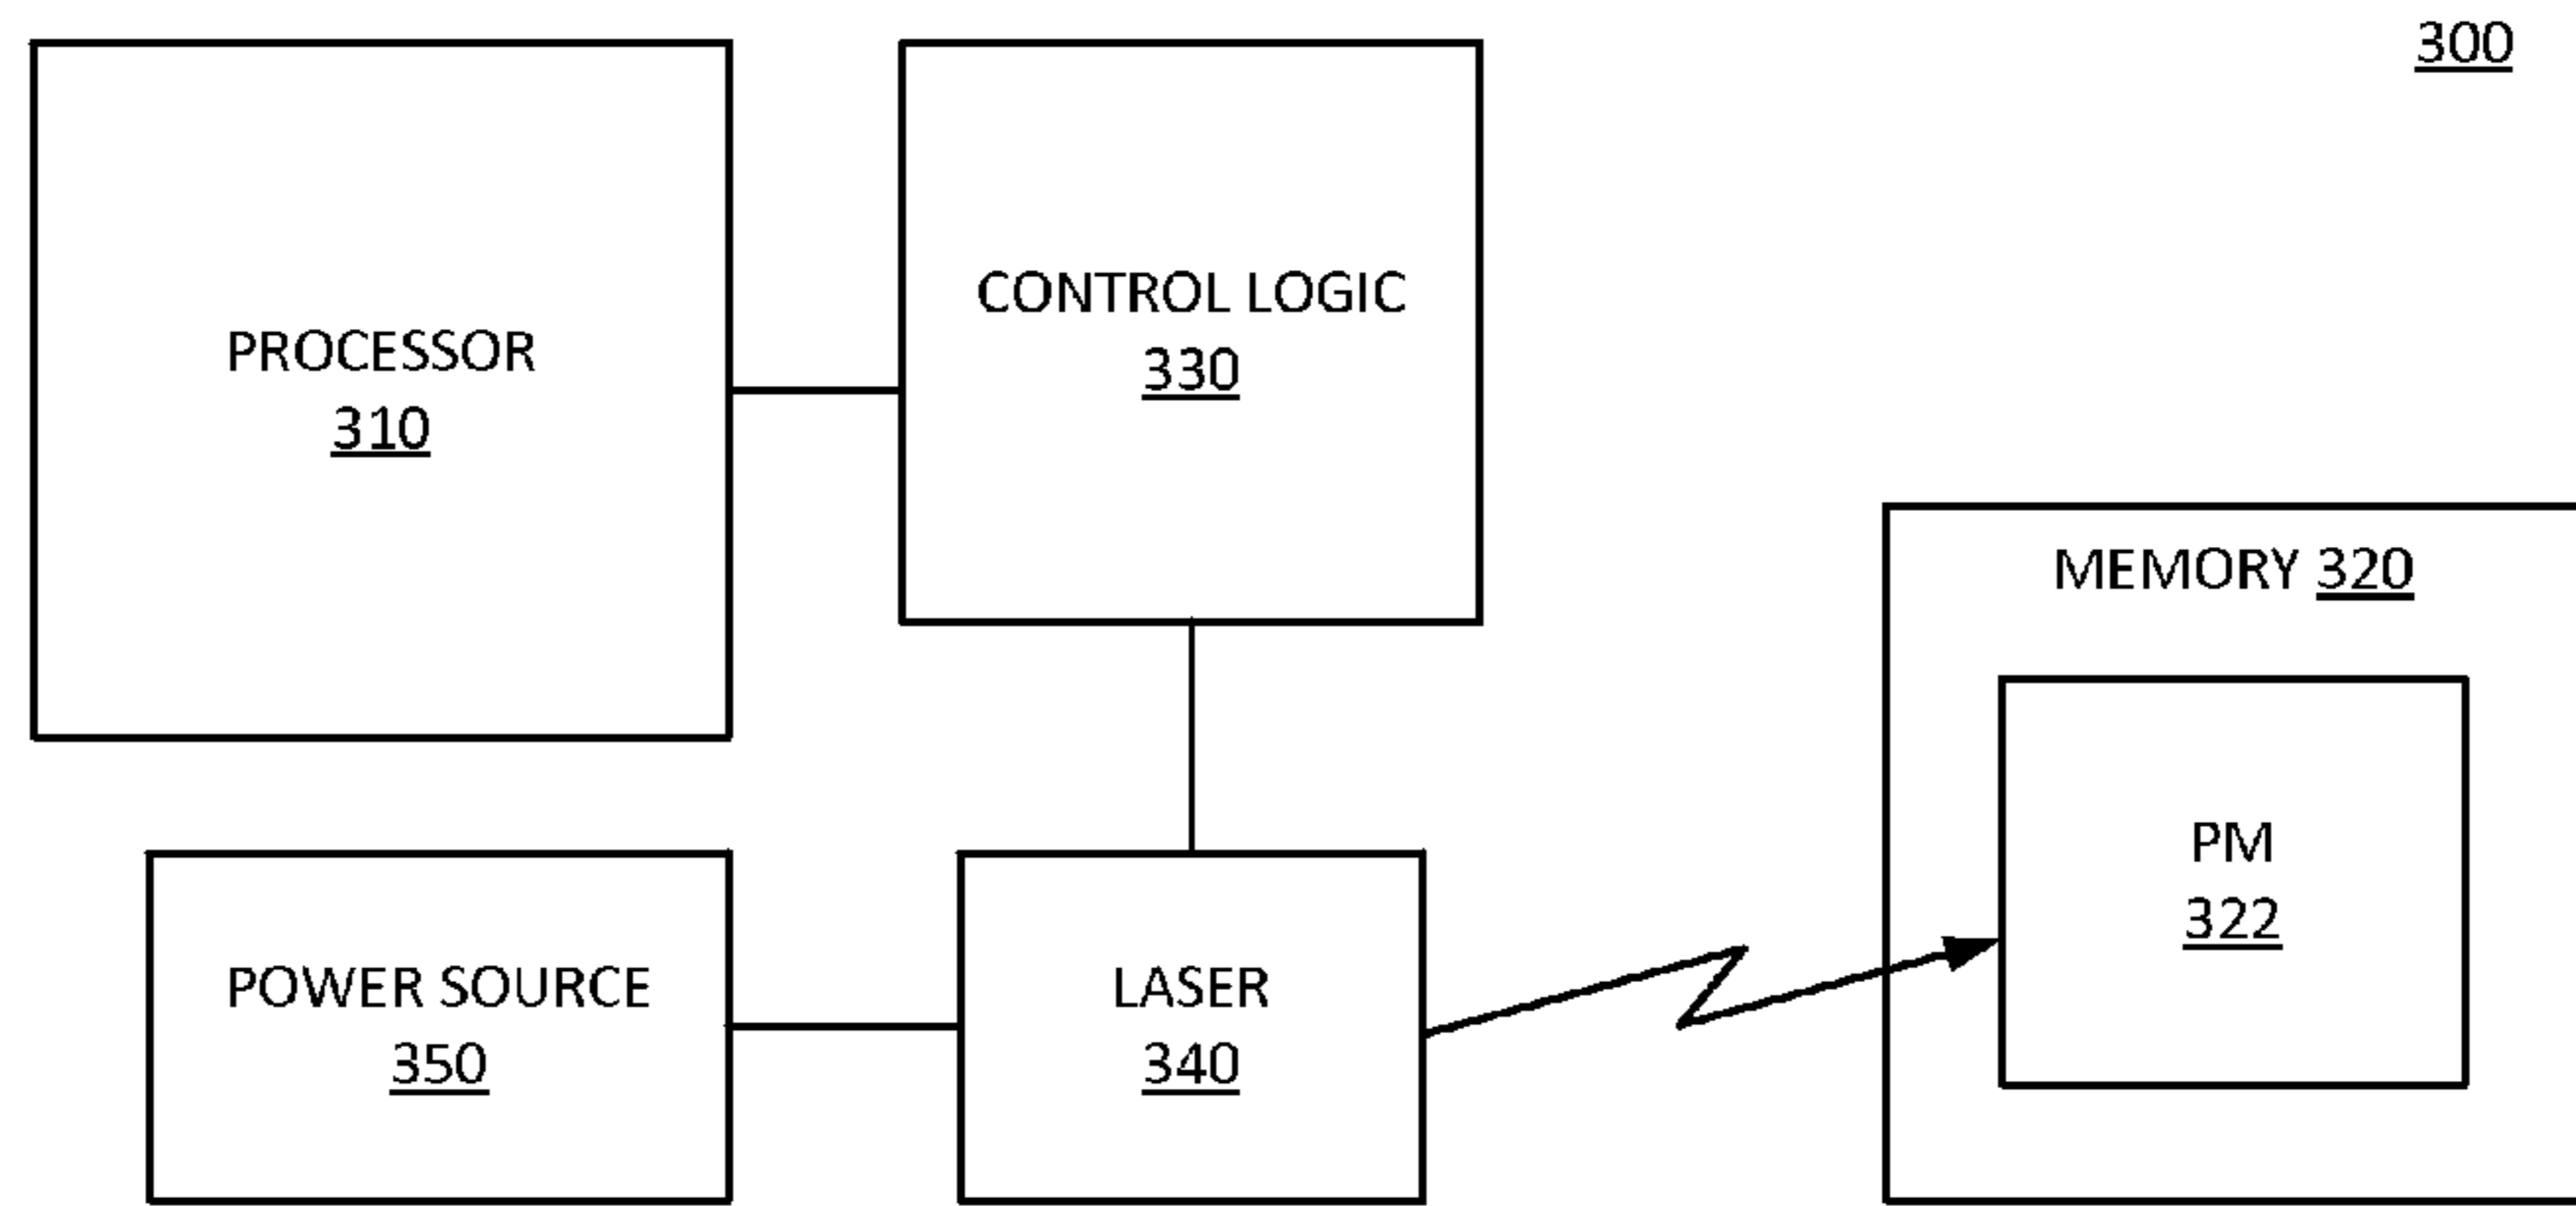 300
PROCESSOR
310
CONTROL LOGIC
330
MEMORY 320
PM
322
POWER SOURCE
350
LASER
340